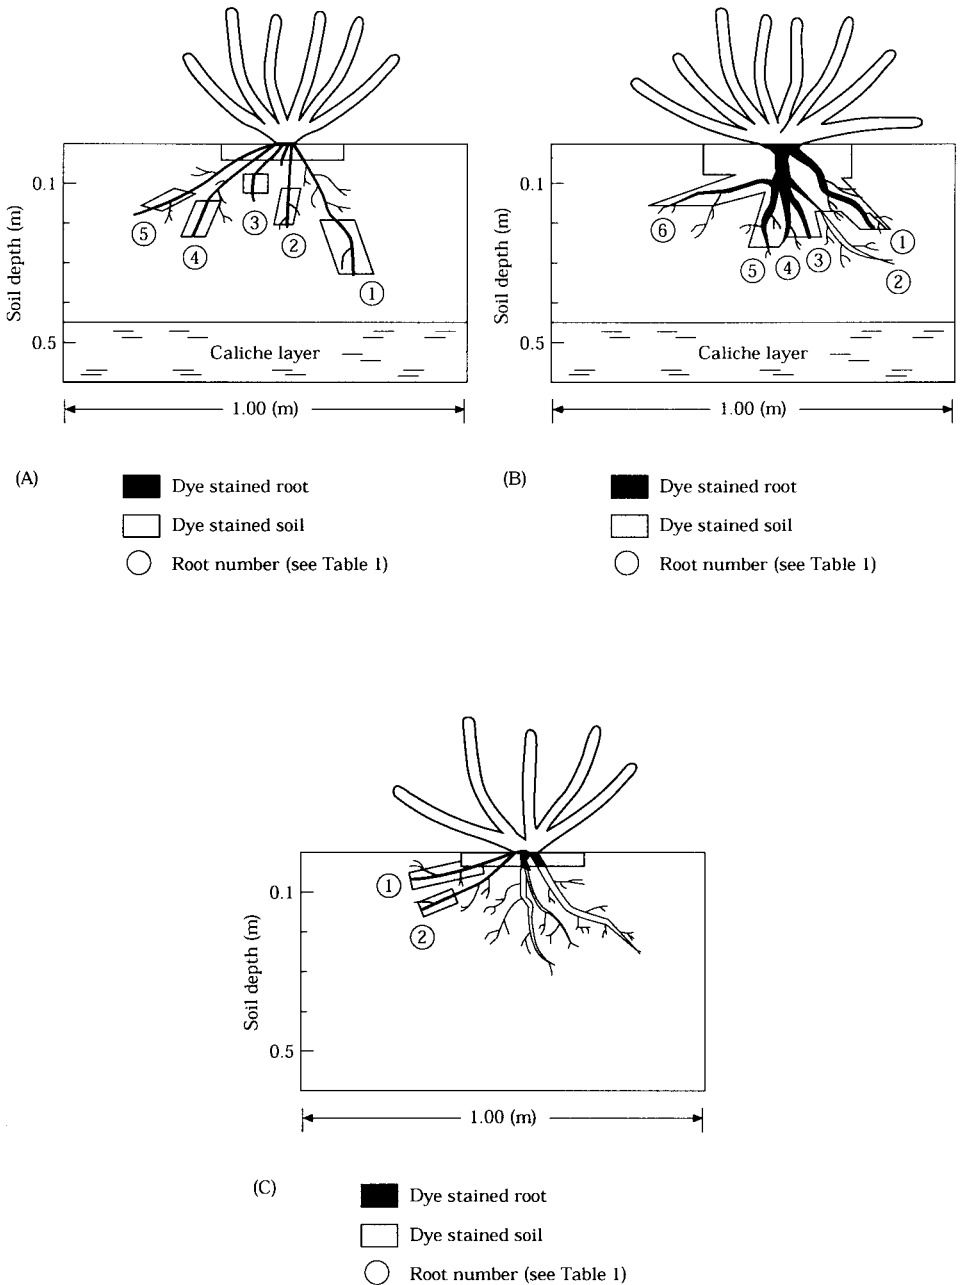 0.1
Soil depth (m)
0.5
5
4
3
2
1
Caliche layer
1.00 (m)
(A)
Dye stained root
Dye stained soil
Root number (see Table 1)
0.1
Soil depth (m)
0.5
6
5
4
3
1
2
Caliche layer
1.00 (m)
(B)
Dye stained root
Dye stained soil
Root number (see Table 1)
0.1
Soil depth (m)
0.5
1
2
1.00 (m)
(C)
Dye stained root
Dye stained soil
Root number (see Table 1)